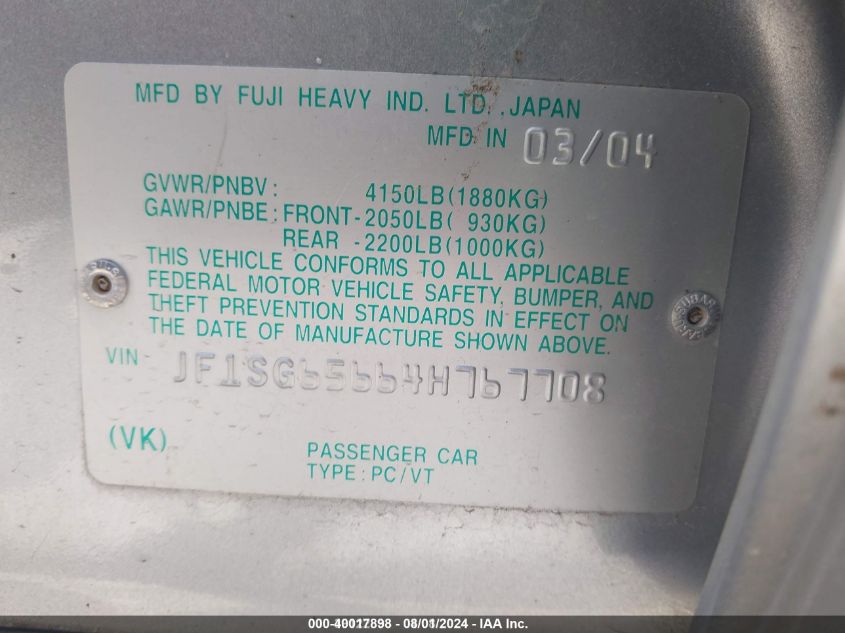 MFD BY FUJI HEAVY IND. LTD., JAPAN
MFD IN 03/04
GVWR/PNBV: 4150LB(1880KG)
GAWR/PNBE: FRONT-2050LB( 930KG)
REAR -2200LB(1000KG)
THIS VEHICLE CONFORMS TO ALL APPLICABLE
FEDERAL MOTOR VEHICLE SAFETY, BUMPER, AND
THEFT PREVENTION STANDARDS IN EFFECT ON
THE DATE OF MANUFACTURE SHOWN ABOVE.
VIN JF1SG65664H767708
(VK)
PASSENGER CAR
TYPE: PC/VT
000-40017898 - 08/01/2024 - IAA Inc.